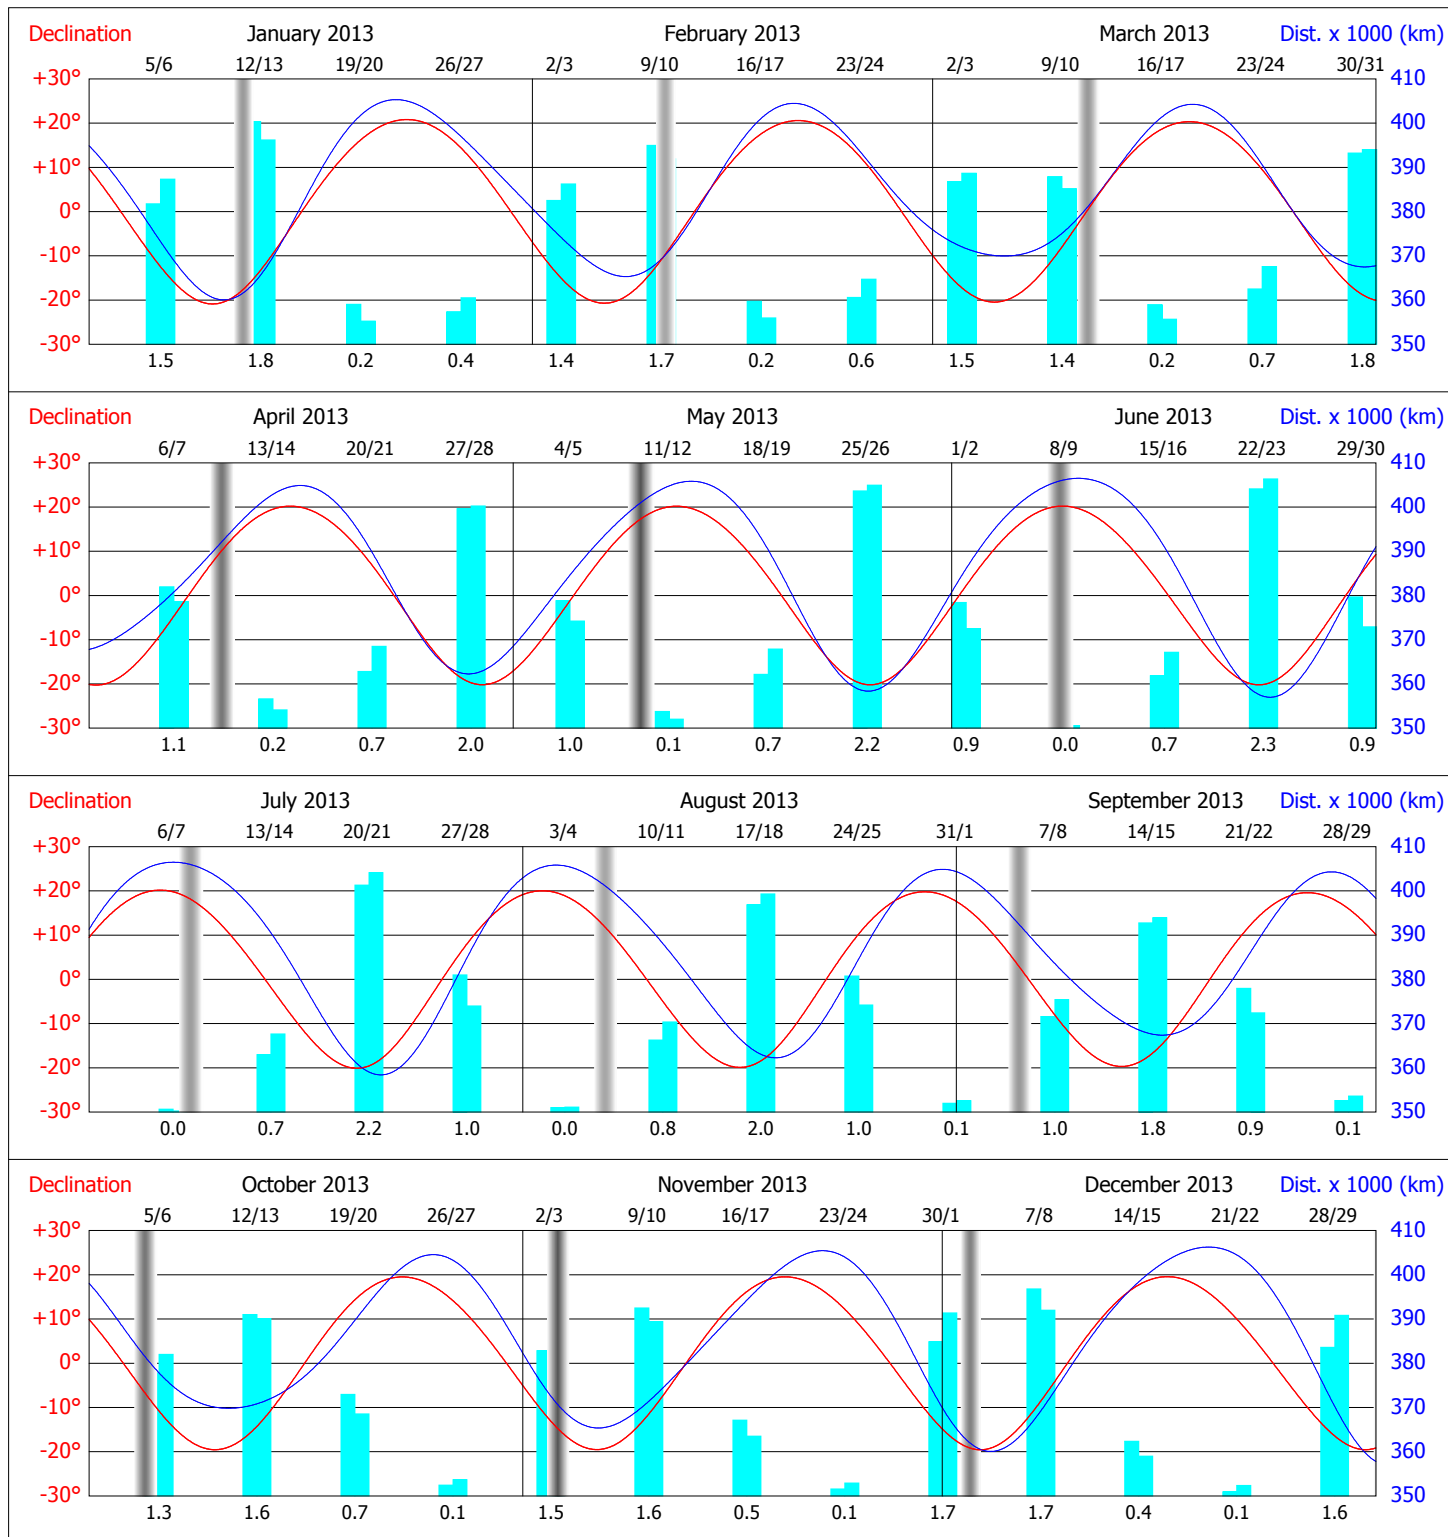 Declination January 2013 February 2013 March 2013 Dist. x 1000 (km)
5/6 12/13 19/20 26/27 2/3 9/10 16/17 23/24 2/3 9/10 16/17 23/24 30/31
+30° 410
+20° 400
+10° 390
0° 380
-10° 370
-20° 360
-30° 350
1.5 1.8 0.2 0.4 1.4 1.7 0.2 0.6 1.5 1.4 0.2 0.7 1.8
Declination April 2013 May 2013 June 2013 Dist. x 1000 (km)
6/7 13/14 20/21 27/28 4/5 11/12 18/19 25/26 1/2 8/9 15/16 22/23 29/30
+30° 410
+20° 400
+10° 390
0° 380
-10° 370
-20° 360
-30° 350
1.1 0.2 0.7 2.0 1.0 0.1 0.7 2.2 0.9 0.0 0.7 2.3 0.9
Declination July 2013 August 2013 September 2013 Dist. x 1000 (km)
6/7 13/14 20/21 27/28 3/4 10/11 17/18 24/25 31/1 7/8 14/15 21/22 28/29
+30° 410
+20° 400
+10° 390
0° 380
-10° 370
-20° 360
-30° 350
0.0 0.7 2.2 1.0 0.0 0.8 2.0 1.0 0.1 1.0 1.8 0.9 0.1
Declination October 2013 November 2013 December 2013 Dist. x 1000 (km)
5/6 12/13 19/20 26/27 2/3 9/10 16/17 23/24 30/1 7/8 14/15 21/22 28/29
+30° 410
+20° 400
+10° 390
0° 380
-10° 370
-20° 360
-30° 350
1.3 1.6 0.7 0.1 1.5 1.6 0.5 0.1 1.7 1.7 0.4 0.1 1.6